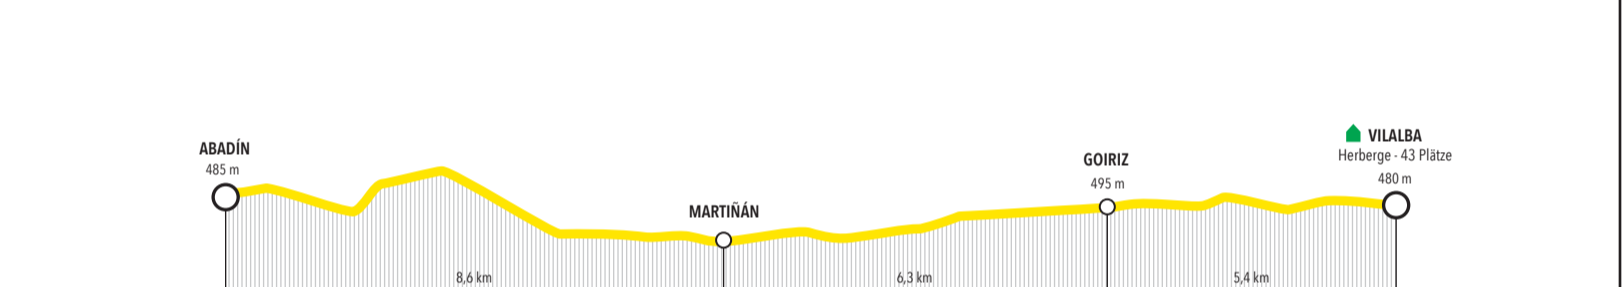 ABADÍN
485 m
MARTIÑÁN
GOIRIZ
495 m
VILALBA
Herberge - 43 Plätze
480 m
8,6 km
6,3 km
5,4 km